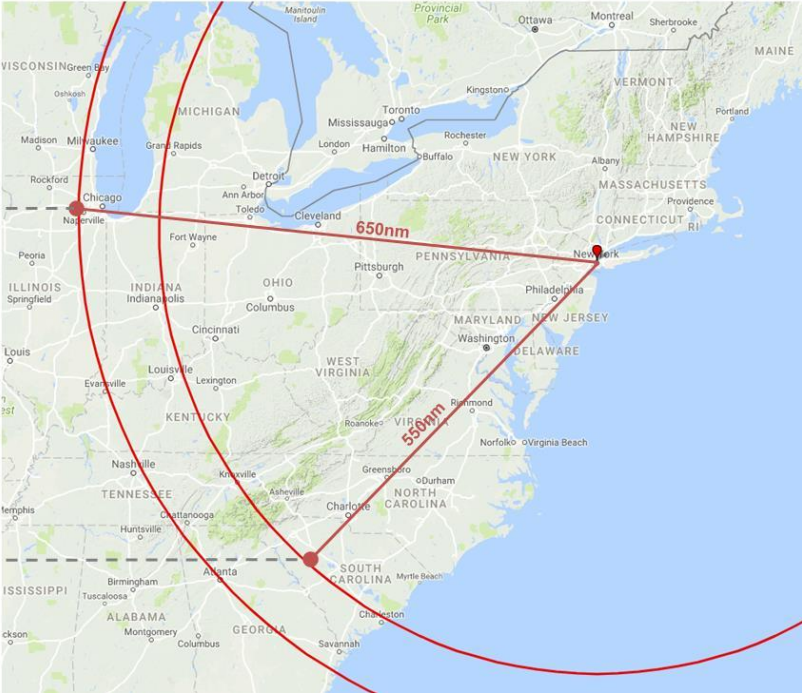 Manitoulin
Island
Provincial
Park
Ottawa
Montreal
Sherbrooke
WISCONSIN
Green Bay
MAINE
Oshkosh
VERMONT
Kingston
MICHIGAN
Toronto
Mississauga
Portland
Madison
Milwaukee
Grand Rapids
London
Hamilton
Rochester
NEW
HAMPSHIRE
Buffalo
NEW YORK
Albany
Rockford
Detroit
Ann Arbor
MASSACHUSETTS
Chicago
Naperville
Toledo
Cleveland
Providence
CONNECTICUT
RI
650nm
Fort Wayne
PENNSYLVANIA
New York
Peoria
Pittsburgh
ILLINOIS
INDIANA
OHIO
Philadelphia
Springfield
Indianapolis
Columbus
MARYLAND
NEW JERSEY
Cincinnati
Washington
Louis
DELAWARE
WEST
VIRGINIA
Louisville
Evansville
Lexington
est
KENTUCKY
Richmond
550nm
Roanoke
VIRGINIA
Norfolk
Virginia Beach
Nashville
Knoxville
Greensboro
Durham
TENNESSEE
Asheville
NORTH
CAROLINA
Memphis
Charlotte
Chattanooga
Huntsville
Atlanta
SOUTH
CAROLINA
Myrtle Beach
Birmingham
ISSISSIPPI
Tuscaloosa
ALABAMA
Charleston
ckson
Montgomery
Columbus
GEORGIA
Savannah